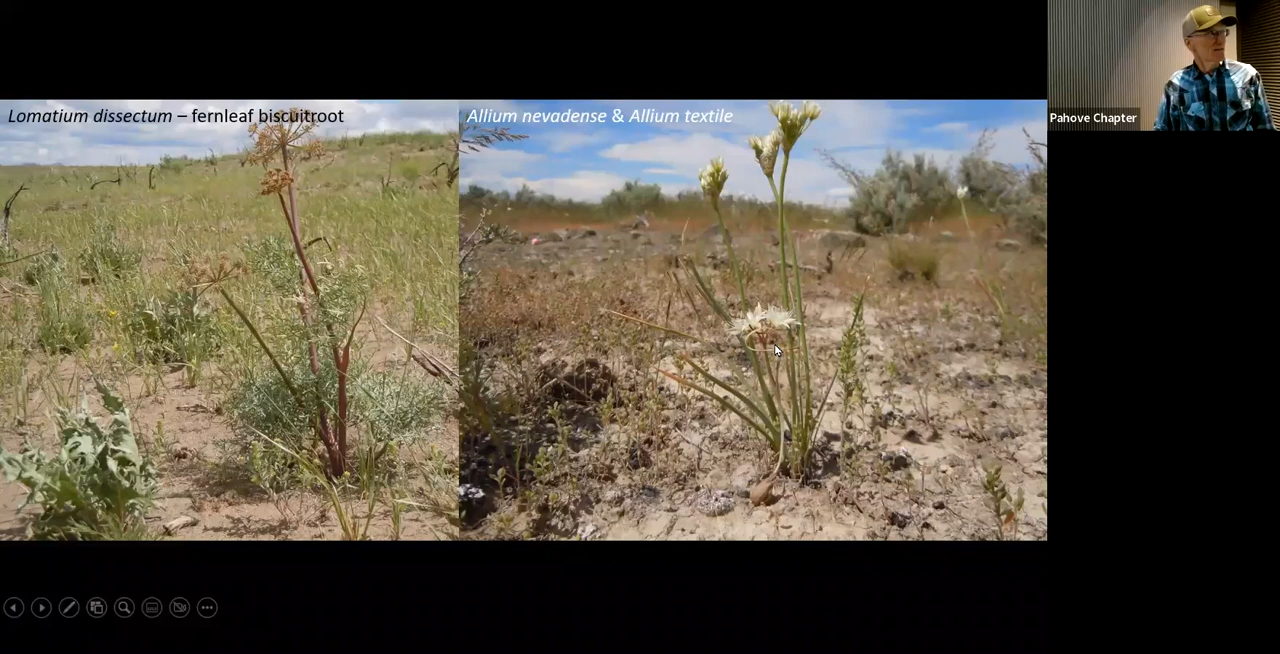 Lomatium dissectum – fernleaf biscuitroot
Allium nevadense & Allium textile
Pahove Chapter